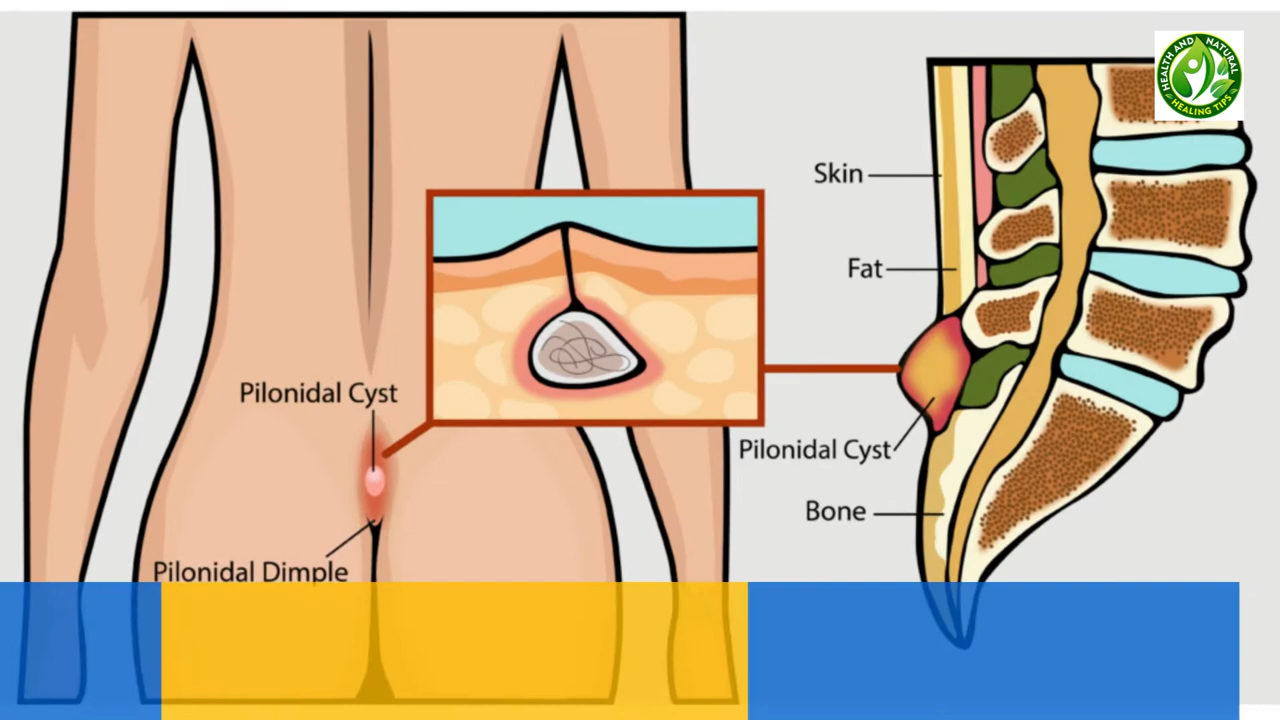 HEALTH AND NATURAL
HEALING TIPS
Skin
Fat
Pilonidal Cyst
Pilonidal Cyst
Bone
Pilonidal Dimple